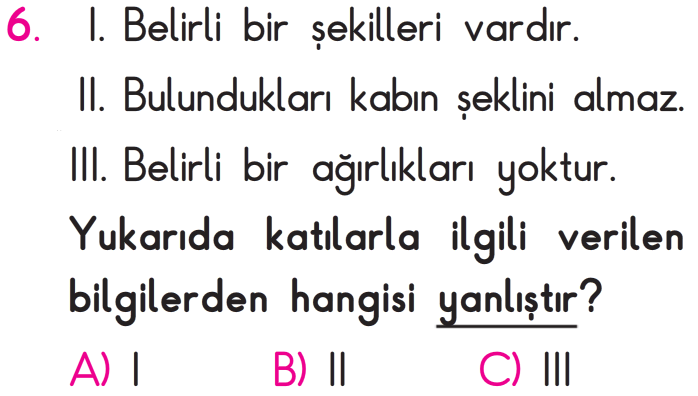 6. I. Belirli bir şekilleri vardır.
II. Bulundukları kabın şeklini almaz.
III. Belirli bir ağırlıkları yoktur.
Yukarıda katılarla ilgili verilen
bilgilerden hangisi yanlıştır?
A) I B) II C) III